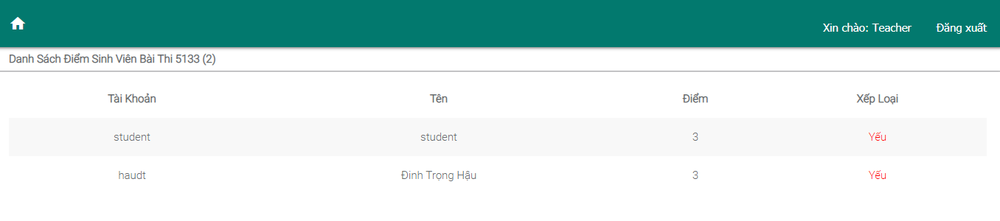 Xin chào: Teacher Đăng xuất
Danh Sách Điểm Sinh Viên Bài Thi 5133 (2)
Tài Khoản Tên Điểm Xếp Loại
student student 3 Yếu
haudt Đinh Trọng Hậu 3 Yếu